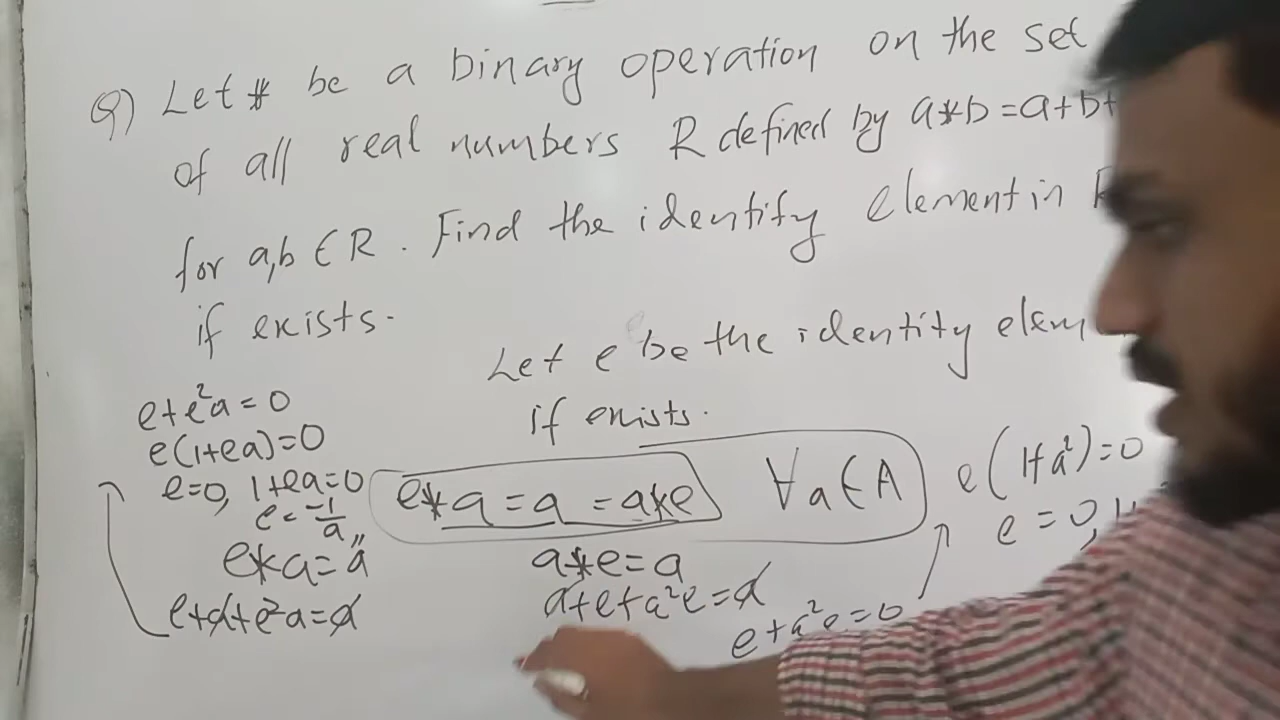 Q) Let * be a binary operation on the set
of all real numbers R defined by a*b=a+b+
for a,b ∈ R. Find the identify element in R
if exists.
Let e be the identity elem
if exists.
e+e²a=0
e(1+ea)=0
e=0, 1+ea=0
e=-1/a,,
e*a=a
e+a+e²a=a
e*a=a=a*e ∀a∈A
a*e=a
a+e+a²e=a
e+a²e=0
e(1+a²)=0
e=0,